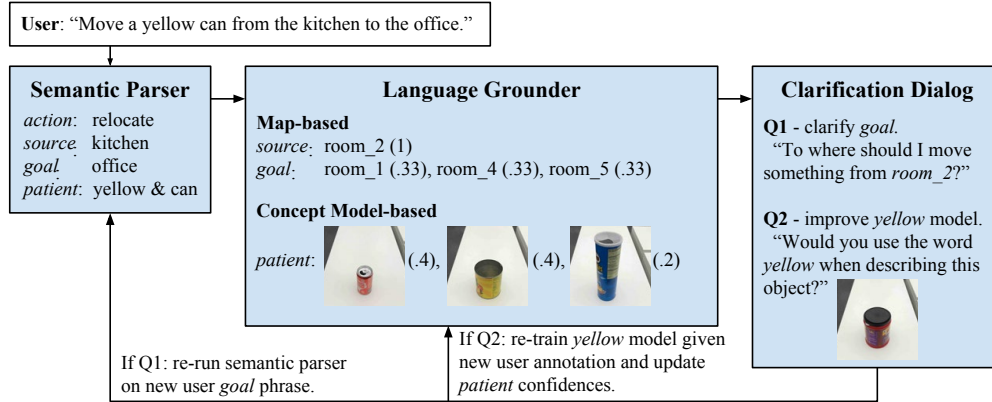 User: “Move a yellow can from the kitchen to the office.”
Semantic Parser
action: relocate
source: kitchen
goal: office
patient: yellow & can
Language Grounder
Map-based
source: room_2 (1)
goal: room_1 (.33), room_4 (.33), room_5 (.33)
Concept Model-based
patient: (.4), (.4), (.2)
Clarification Dialog
Q1 - clarify goal.
“To where should I move
something from room_2?”
Q2 - improve yellow model.
“Would you use the word
yellow when describing this
object?”
If Q1: re-run semantic parser
on new user goal phrase.
If Q2: re-train yellow model given
new user annotation and update
patient confidences.